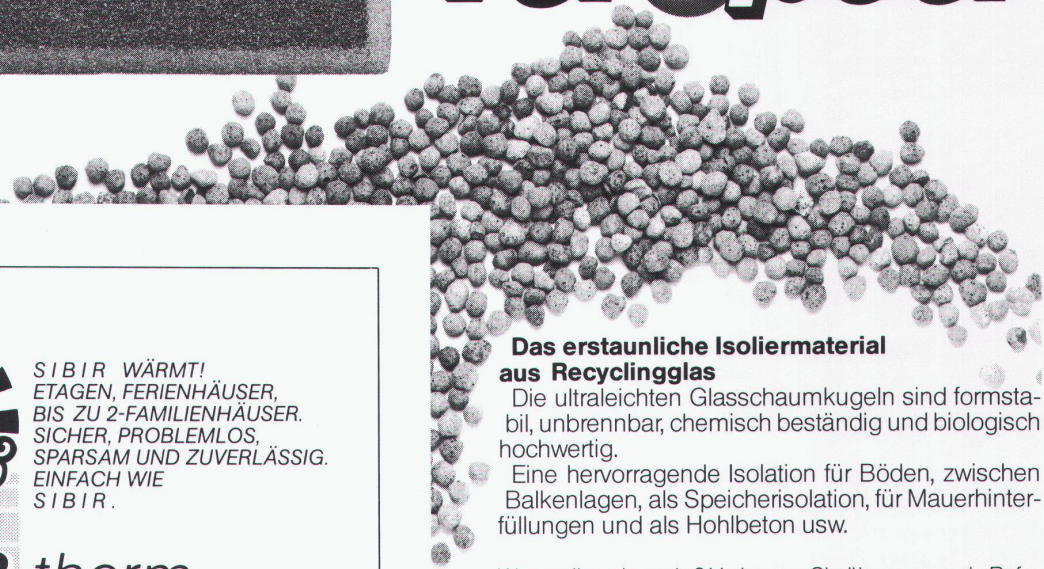 SIBIR WÄRMT!
ETAGEN, FERIENHÄUSER,
BIS ZU 2-FAMILIENHÄUSER.
SICHER, PROBLEMLOS,
SPARSAM UND ZUVERLÄSSIG.
EINFACH WIE
SIBIR.
therm
Das erstaunliche Isoliermaterial
aus Recyclingglas
Die ultraleichten Glasschaumkugeln sind formsta-
bil, unbrennbar, chemisch beständig und biologisch
hochwertig.
Eine hervorragende Isolation für Böden, zwischen
Balkenlagen, als Speicherisolation, für Mauerhinter-
füllungen und als Hohlbeton usw.